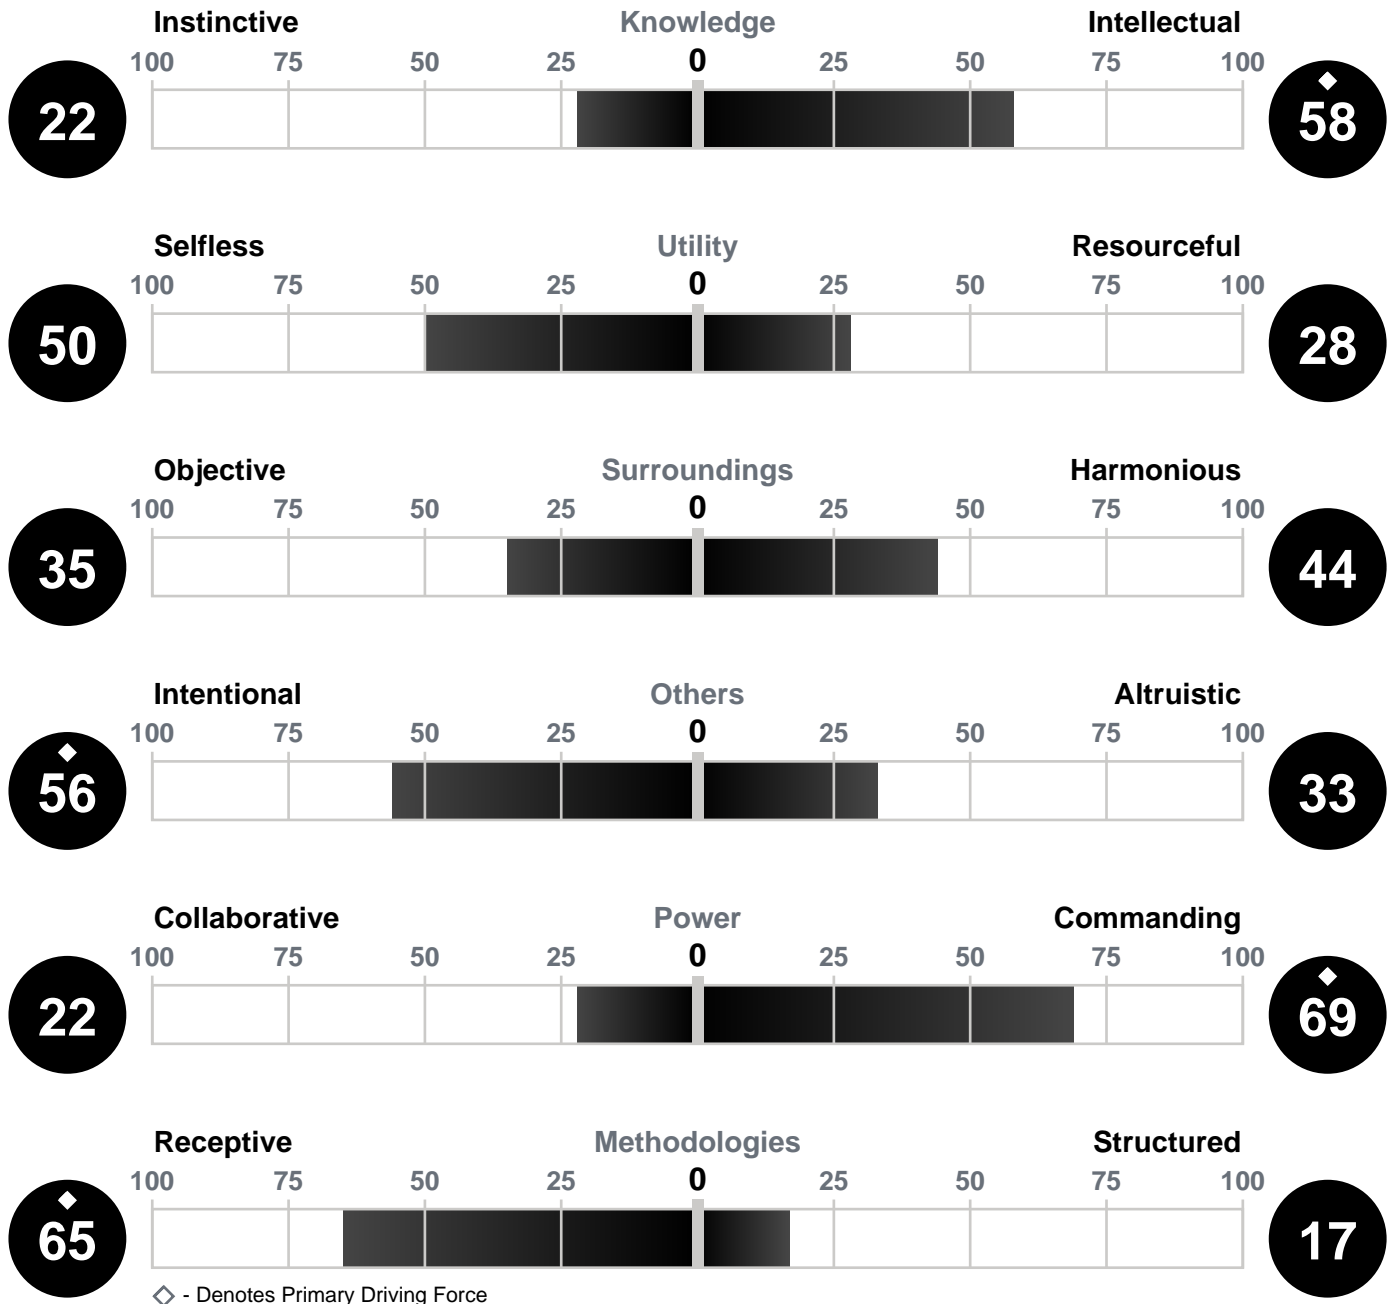 Instinctive Knowledge Intellectual
100 75 50 25 0 25 50 75 100
22 58
Selfless Utility Resourceful
100 75 50 25 0 25 50 75 100
50 28
Objective Surroundings Harmonious
100 75 50 25 0 25 50 75 100
35 44
Intentional Others Altruistic
100 75 50 25 0 25 50 75 100
56 33
Collaborative Power Commanding
100 75 50 25 0 25 50 75 100
22 69
Receptive Methodologies Structured
100 75 50 25 0 25 50 75 100
65 17
- Denotes Primary Driving Force